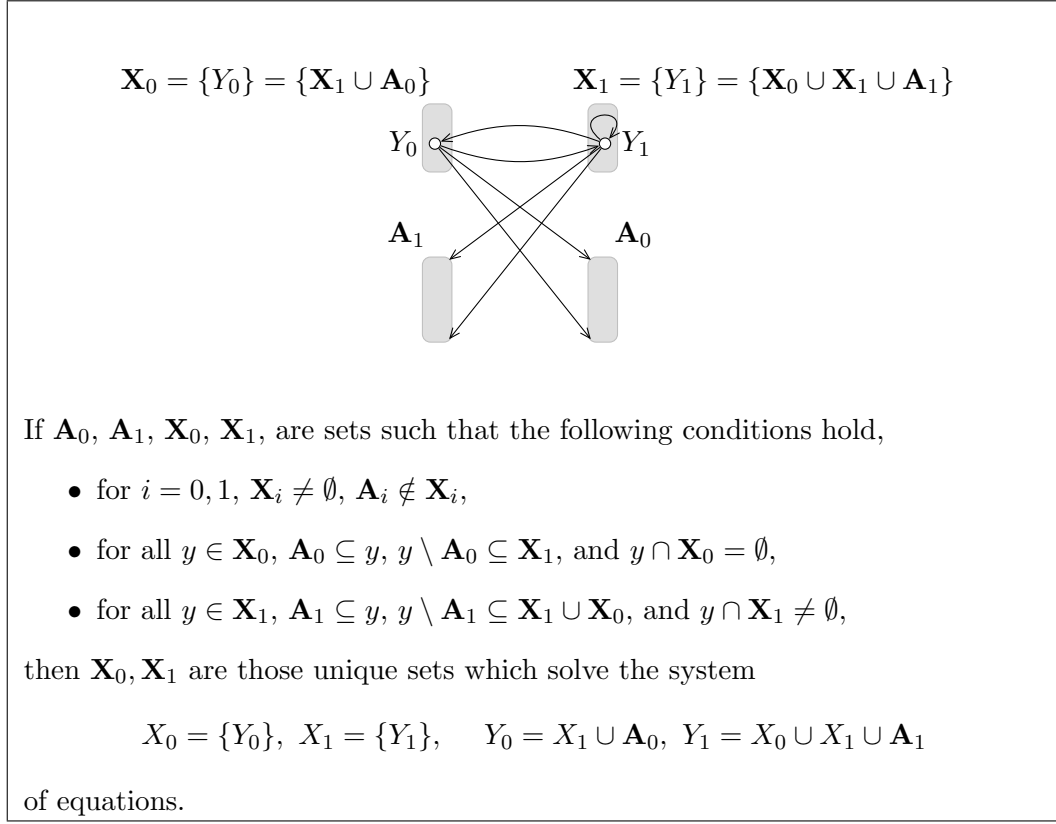 𝐗₀ = {Y₀} = {𝐗₁ ∪ 𝐀₀}
𝐗₁ = {Y₁} = {𝐗₀ ∪ 𝐗₁ ∪ 𝐀₁}
Y₀
Y₁
𝐀₁
𝐀₀
If 𝐀₀, 𝐀₁, 𝐗₀, 𝐗₁, are sets such that the following conditions hold,
• for i = 0, 1, 𝐗ᵢ ≠ ∅, 𝐀ᵢ ∉ 𝐗ᵢ,
• for all y ∈ 𝐗₀, 𝐀₀ ⊆ y, y \ 𝐀₀ ⊆ 𝐗₁, and y ∩ 𝐗₀ = ∅,
• for all y ∈ 𝐗₁, 𝐀₁ ⊆ y, y \ 𝐀₁ ⊆ 𝐗₁ ∪ 𝐗₀, and y ∩ 𝐗₁ ≠ ∅,
then 𝐗₀, 𝐗₁ are those unique sets which solve the system
X₀ = {Y₀}, X₁ = {Y₁}, Y₀ = X₁ ∪ 𝐀₀, Y₁ = X₀ ∪ X₁ ∪ 𝐀₁
of equations.